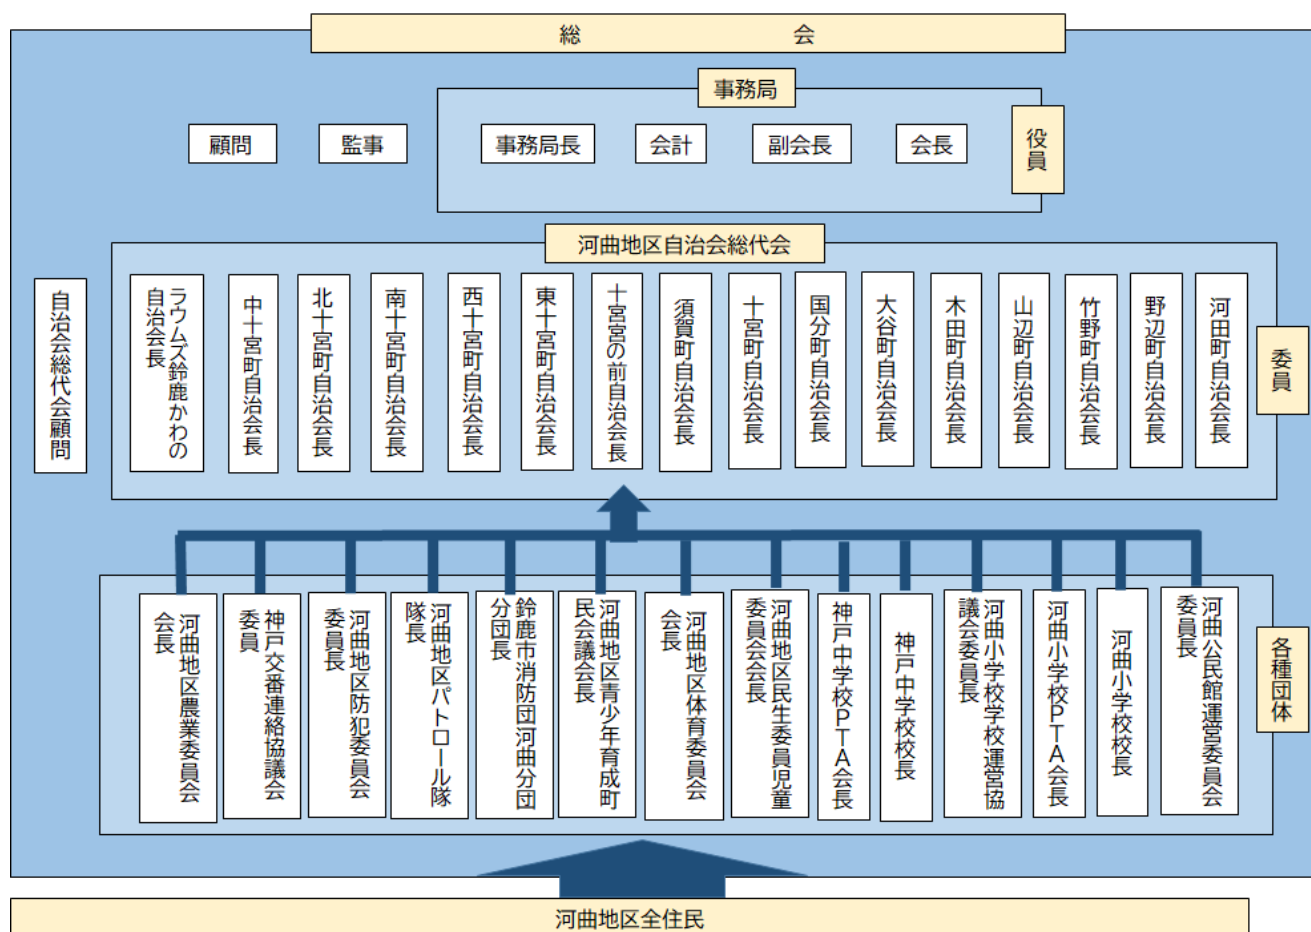 総会
事務局
役員
顧問
監事
事務局長
会計
副会長
会長
河曲地区自治会総代会
委員
自治会総代会顧問
ラウムズ鈴鹿かわの
自治会長
中十宮町自治会長
北十宮町自治会長
南十宮町自治会長
西十宮町自治会長
東十宮町自治会長
十宮宮の前自治会長
須賀町自治会長
十宮町自治会長
国分町自治会長
大谷町自治会長
木田町自治会長
山辺町自治会長
竹野町自治会長
野辺町自治会長
河田町自治会長
各種団体
河曲地区農業委員会
会長
神戸交番連絡協議会
委員
河曲地区防犯委員会
委員長
河曲地区パトロール隊
隊長
鈴鹿市消防団河曲分団
分団長
河曲地区青少年育成町
民会議会長
河曲地区体育委員会
会長
河曲地区民生委員児童
委員会会長
神戸中学校PTA会長
神戸中学校校長
河曲小学校学校運営協
議会委員長
河曲小学校PTA会長
河曲小学校校長
河曲公民館運営委員会
委員長
河曲地区全住民